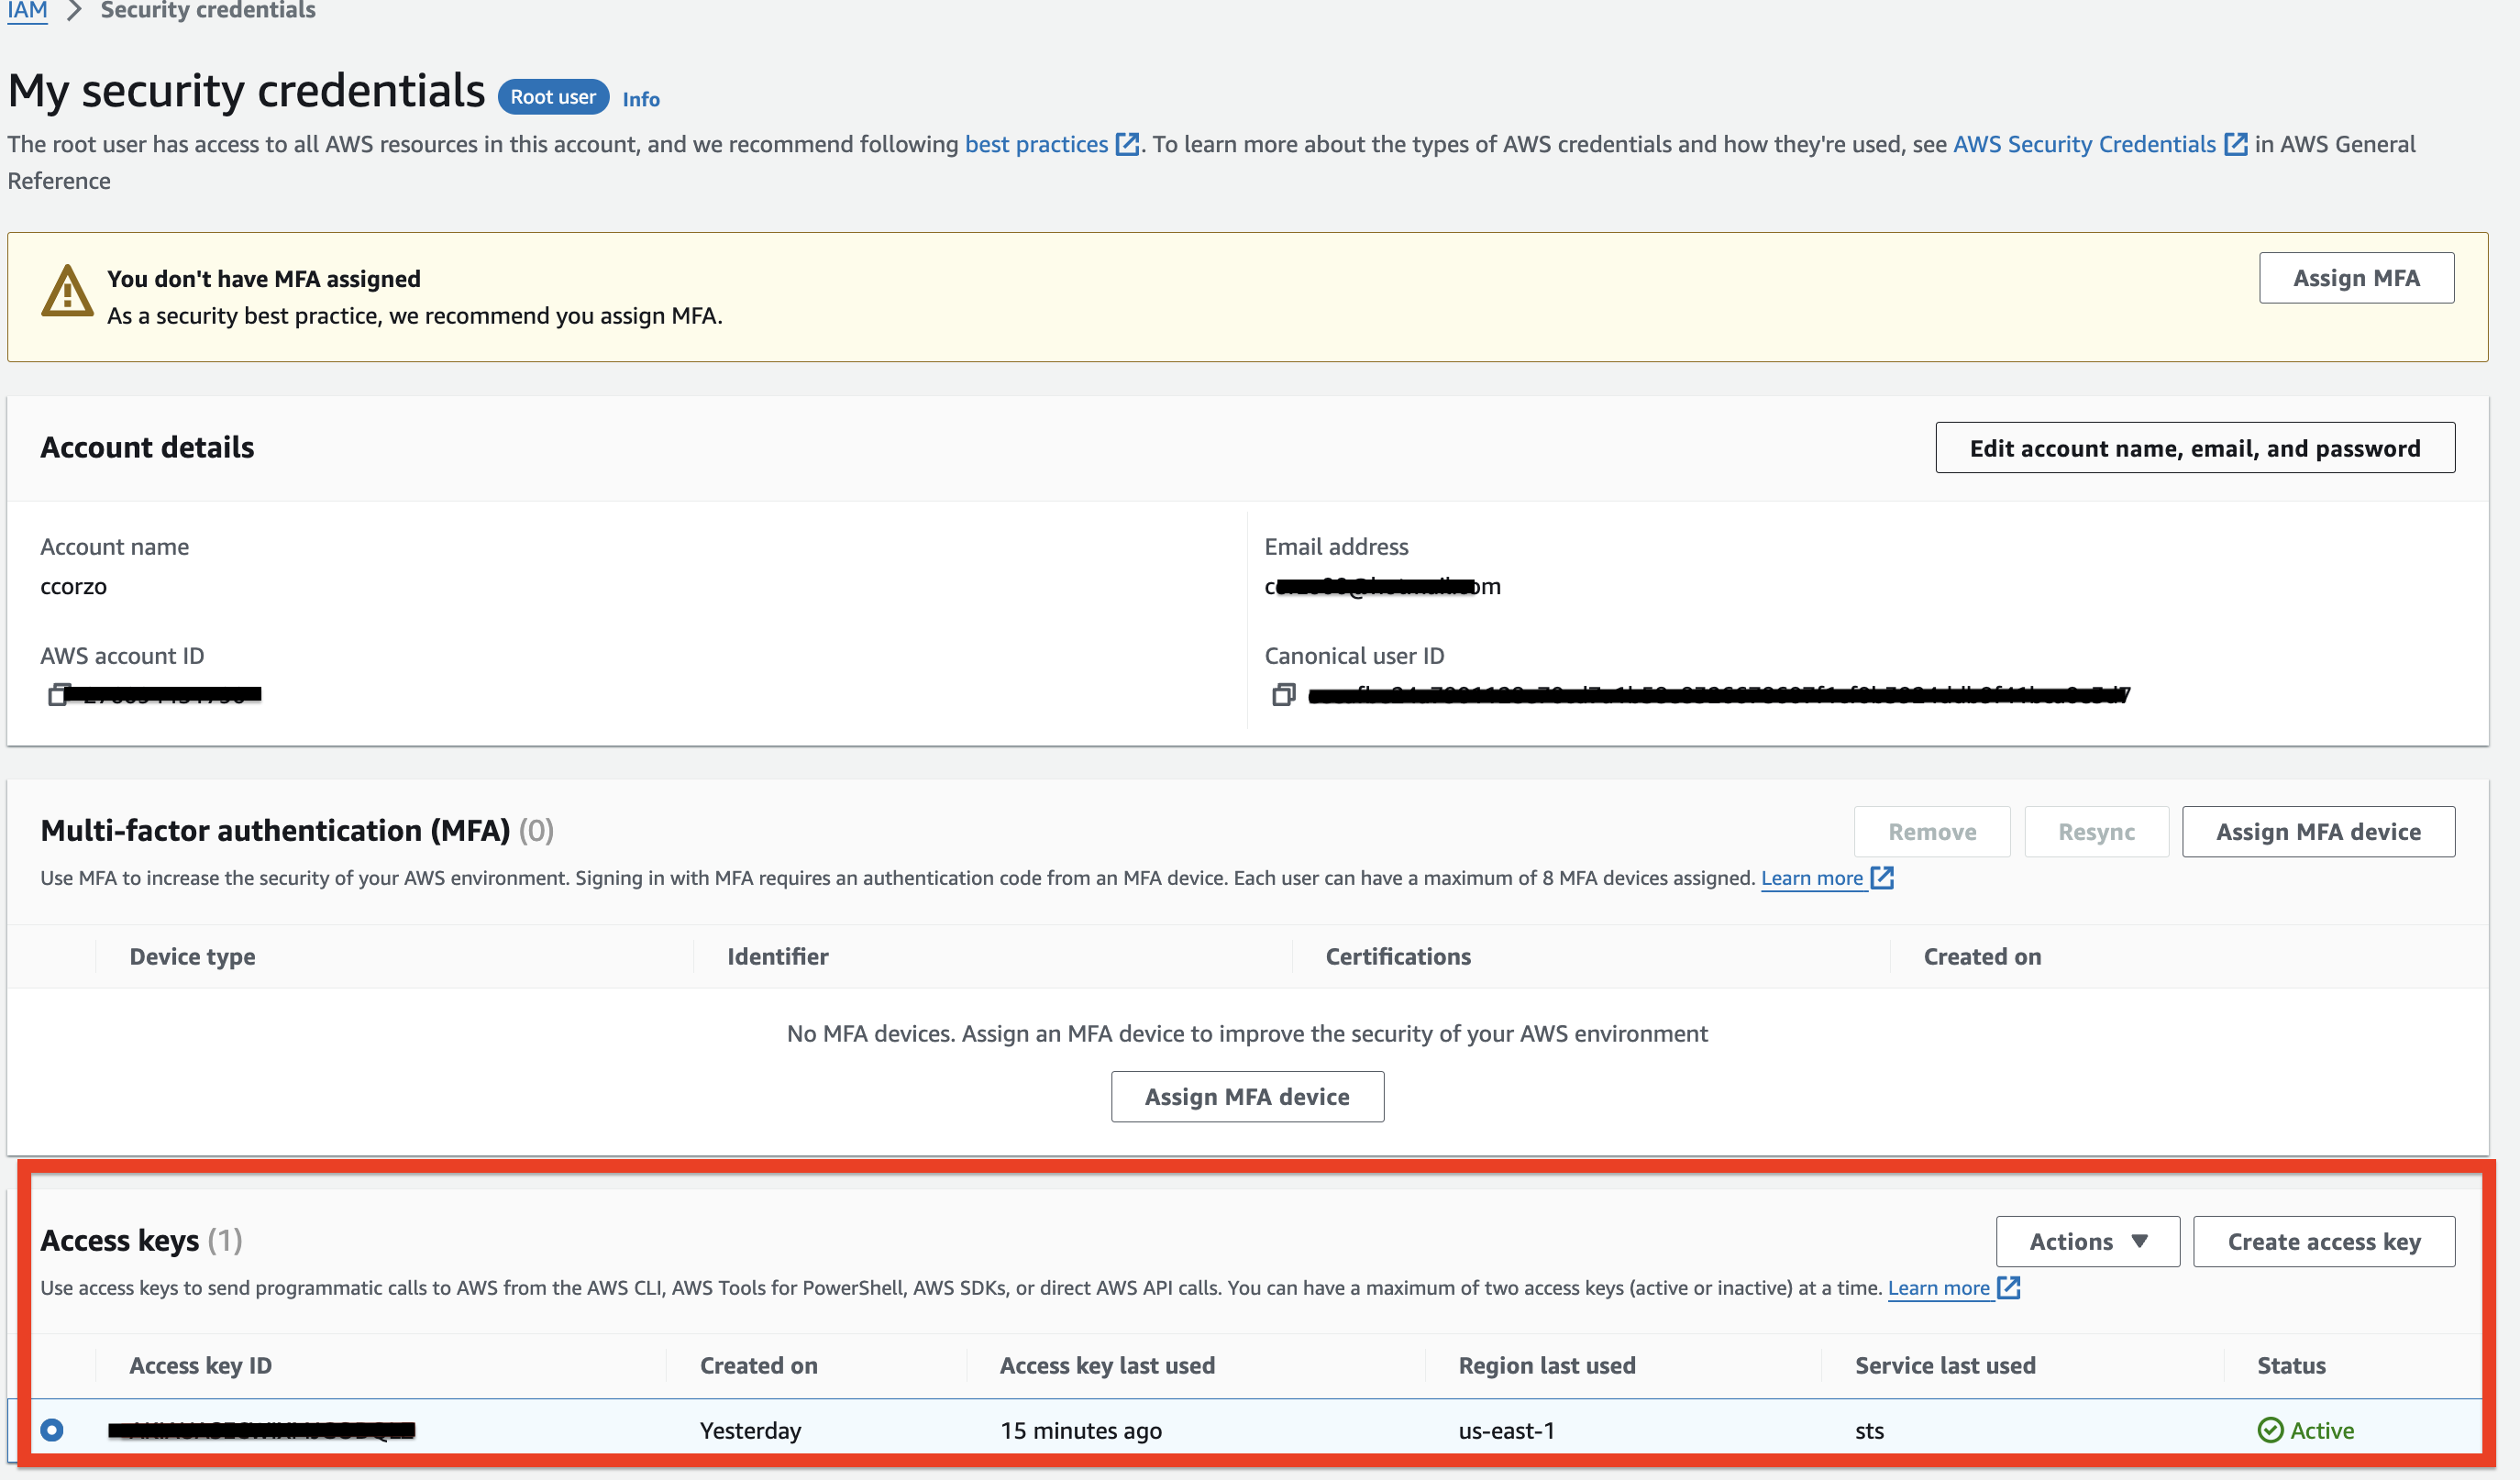 IAM > Security credentials
My security credentials Root user Info
The root user has access to all AWS resources in this account, and we recommend following best practices. To learn more about the types of AWS credentials and how they're used, see AWS Security Credentials in AWS General
Reference
You don't have MFA assigned
As a security best practice, we recommend you assign MFA.
Assign MFA
Account details
Edit account name, email, and password
Account name
ccorzo
Email address
AWS account ID
Canonical user ID
Multi-factor authentication (MFA) (0)
Remove Resync Assign MFA device
Use MFA to increase the security of your AWS environment. Signing in with MFA requires an authentication code from an MFA device. Each user can have a maximum of 8 MFA devices assigned. Learn more
Device type Identifier Certifications Created on
No MFA devices. Assign an MFA device to improve the security of your AWS environment
Assign MFA device
Access keys (1)
Actions Create access key
Use access keys to send programmatic calls to AWS from the AWS CLI, AWS Tools for PowerShell, AWS SDKs, or direct AWS API calls. You can have a maximum of two access keys (active or inactive) at a time. Learn more
Access key ID Created on Access key last used Region last used Service last used Status
Yesterday 15 minutes ago us-east-1 sts Active